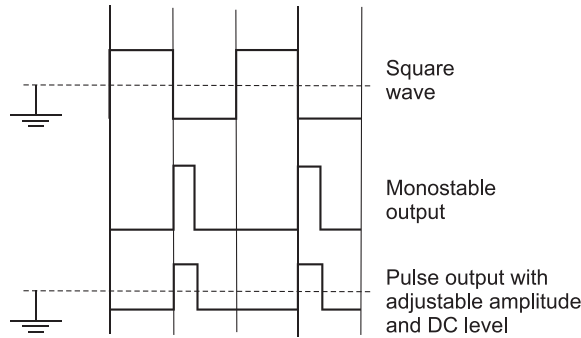 Square
wave
Monostable
output
Pulse output with
adjustable amplitude
and DC level